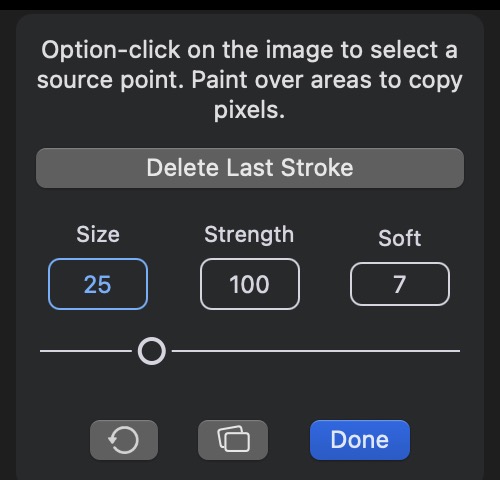 Option-click on the image to select a
source point. Paint over areas to copy
pixels.
Delete Last Stroke
Size Strength Soft
25 100 7
Done